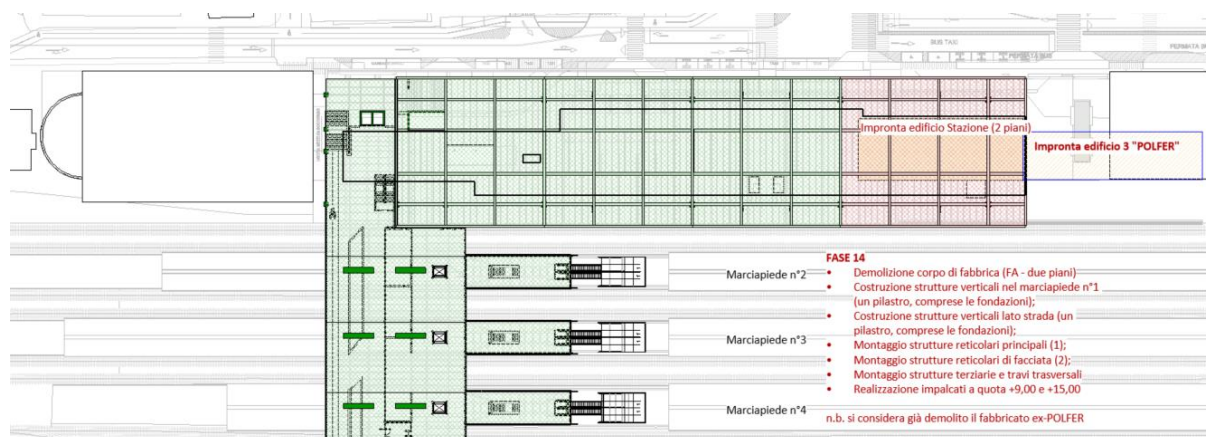 BUS TAXI
FERMATA BUS
Impronta edificio Stazione (2 piani)
Impronta edificio 3 "POLFER"
Marciapiede n°2
Marciapiede n°3
Marciapiede n°4
FASE 14
• Demolizione corpo di fabbrica (FA - due piani)
• Costruzione strutture verticali nel marciapiede n°1
(un pilastro, comprese le fondazioni);
• Costruzione strutture verticali lato strada (un
pilastro, comprese le fondazioni);
• Montaggio strutture reticolari principali (1);
• Montaggio strutture reticolari di facciata (2);
• Montaggio strutture terziarie e travi trasversali
• Realizzazione impalcati a quota +9,00 e +15,00
n.b. si considera già demolito il fabbricato ex-POLFER